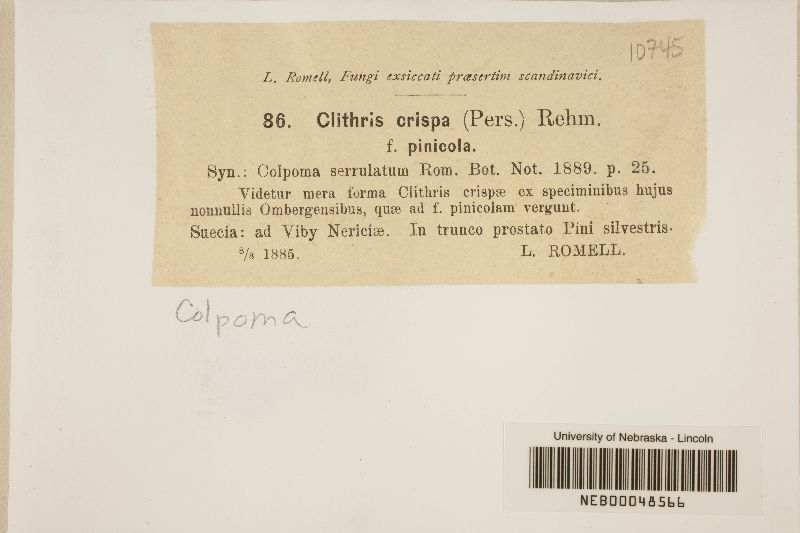 10745
L. Romell, Fungi exsiccati præsertim scandinavici.
86. Clithris crispa (Pers.) Rehm.
f. pinicola.
Syn.: Colpoma serrulatum Rom. Bot. Not. 1889. p. 25.
Videtur mera forma Clithris crispæ ex speciminibus hujus
nonnullis Ombergensibus, quæ ad f. pinicolam vergunt.
Suecia: ad Viby Nericiæ. In trunco prostato Pini silvestris.
3/8 1885. L. ROMELL.
Colpoma
University of Nebraska - Lincoln
NEB00048566